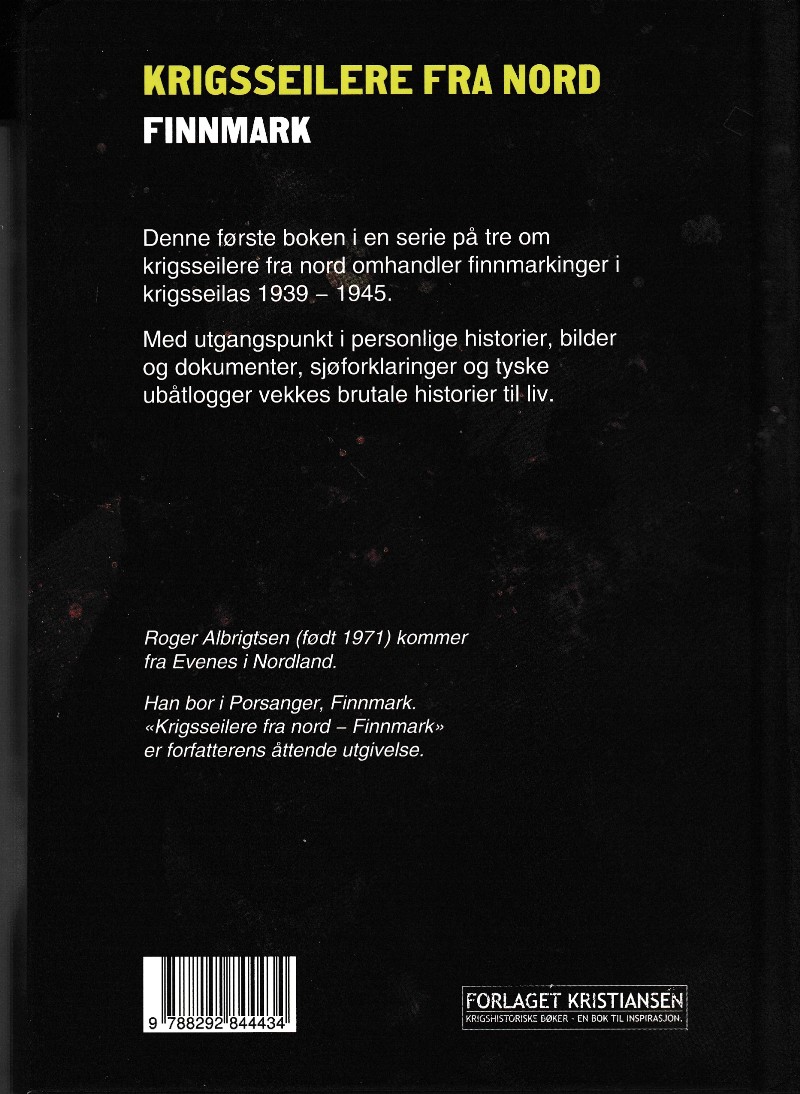 KRIGSSEILERE FRA NORD
FINNMARK
Denne første boken i en serie på tre om
krigsseilere fra nord omhandler finnmarkinger i
krigsseilas 1939 – 1945.
Med utgangspunkt i personlige historier, bilder
og dokumenter, sjøforklaringer og tyske
ubåtlogger vekkes brutale historier til liv.
Roger Albrigtsen (født 1971) kommer
fra Evenes i Nordland.
Han bor i Porsanger, Finnmark.
«Krigsseilere fra nord – Finnmark»
er forfatterens åttende utgivelse.
9 788292 844434
FORLAGET KRISTIANSEN
KRIGSHISTORISKE BØKER - EN BOK TIL INSPIRASJON.